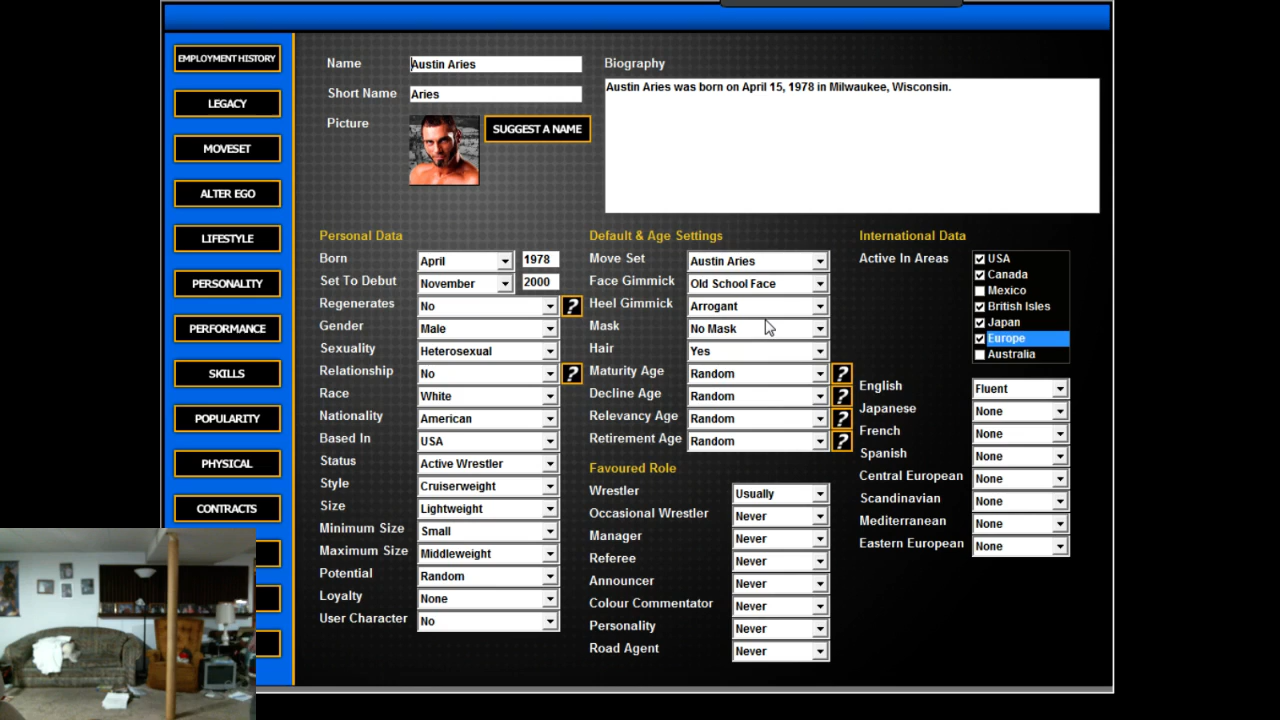 EMPLOYMENT HISTORY
LEGACY
MOVESET
ALTER EGO
LIFESTYLE
PERSONALITY
PERFORMANCE
SKILLS
POPULARITY
PHYSICAL
CONTRACTS
Name Austin Aries
Short Name Aries
Picture SUGGEST A NAME
Biography
Austin Aries was born on April 15, 1978 in Milwaukee, Wisconsin.
Personal Data
Born April 1978
Set To Debut November 2000
Regenerates No ?
Gender Male
Sexuality Heterosexual
Relationship No ?
Race White
Nationality American
Based In USA
Status Active Wrestler
Style Cruiserweight
Size Lightweight
Minimum Size Small
Maximum Size Middleweight
Potential Random
Loyalty None
User Character No
Default & Age Settings
Move Set Austin Aries
Face Gimmick Old School Face
Heel Gimmick Arrogant
Mask No Mask
Hair Yes
Maturity Age Random ?
Decline Age Random ?
Relevancy Age Random ?
Retirement Age Random ?
Favoured Role
Wrestler Usually
Occasional Wrestler Never
Manager Never
Referee Never
Announcer Never
Colour Commentator Never
Personality Never
Road Agent Never
International Data
Active In Areas USA
Canada
Mexico
British Isles
Japan
Europe
Australia
English Fluent
Japanese None
French None
Spanish None
Central European None
Scandinavian None
Mediterranean None
Eastern European None